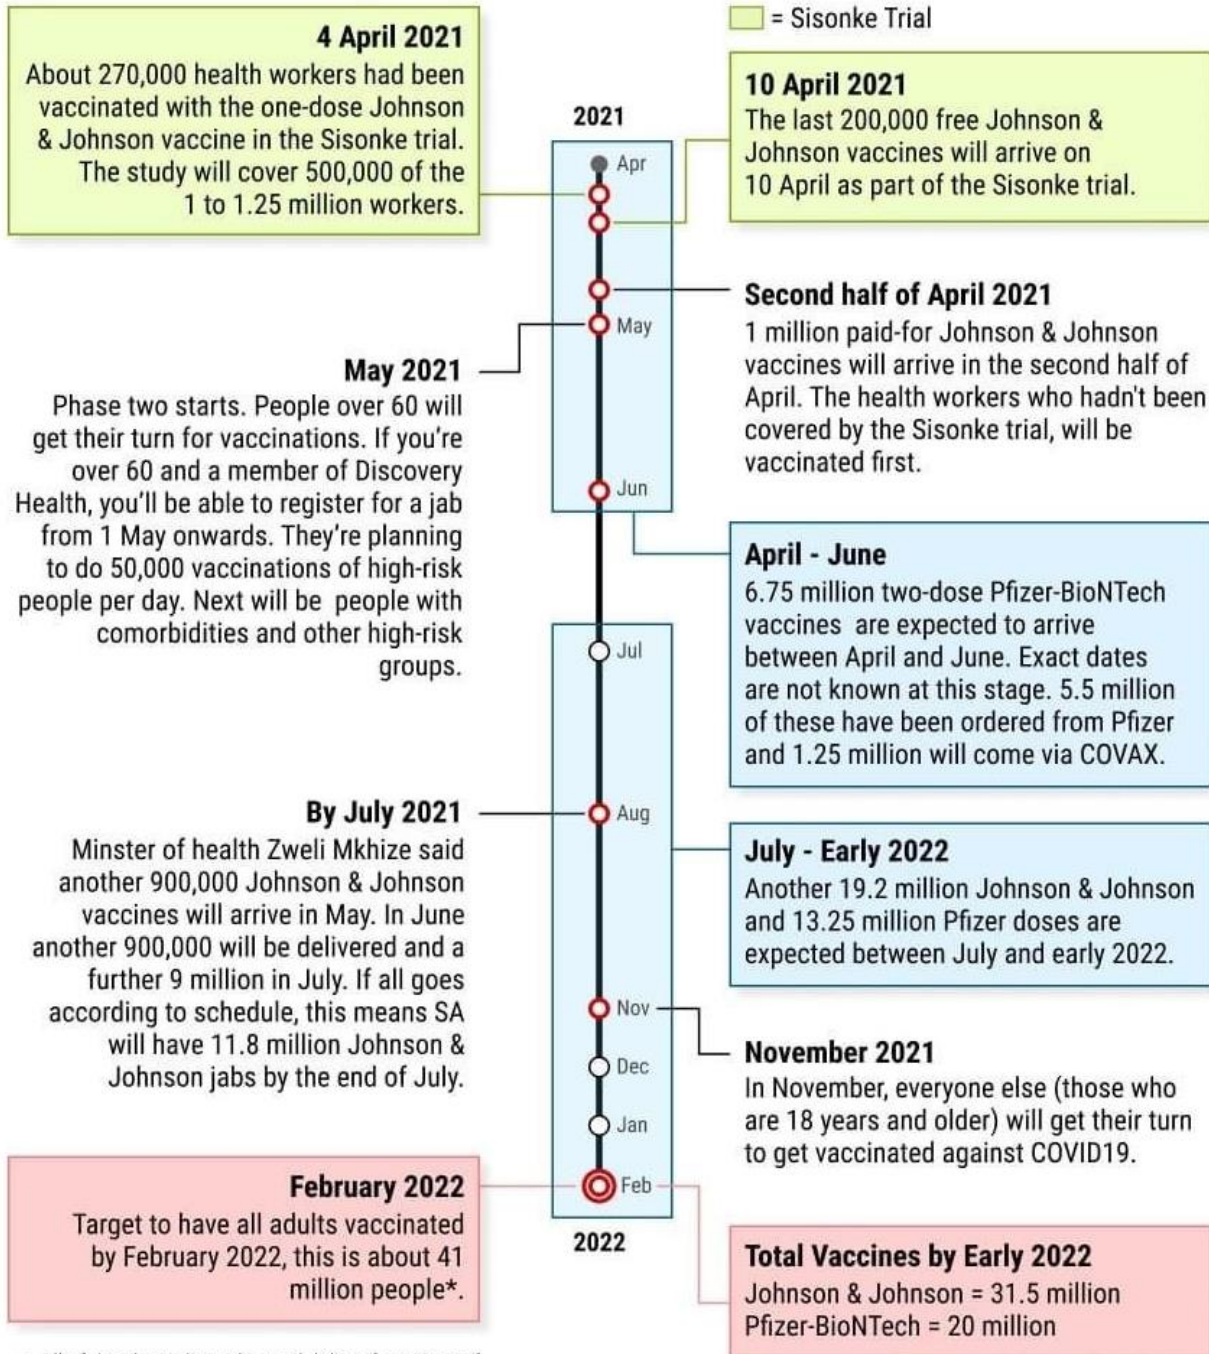 = Sisonke Trial
4 April 2021
About 270,000 health workers had been
vaccinated with the one-dose Johnson
& Johnson vaccine in the Sisonke trial.
The study will cover 500,000 of the
1 to 1.25 million workers.
10 April 2021
The last 200,000 free Johnson &
Johnson vaccines will arrive on
10 April as part of the Sisonke trial.
2021
Apr
May
Jun
Jul
Aug
Nov
Dec
Jan
Feb
2022
Second half of April 2021
1 million paid-for Johnson & Johnson
vaccines will arrive in the second half of
April. The health workers who hadn't been
covered by the Sisonke trial, will be
vaccinated first.
May 2021
Phase two starts. People over 60 will
get their turn for vaccinations. If you're
over 60 and a member of Discovery
Health, you'll be able to register for a jab
from 1 May onwards. They're planning
to do 50,000 vaccinations of high-risk
people per day. Next will be people with
comorbidities and other high-risk
groups.
April - June
6.75 million two-dose Pfizer-BioNTech
vaccines are expected to arrive
between April and June. Exact dates
are not known at this stage. 5.5 million
of these have been ordered from Pfizer
and 1.25 million will come via COVAX.
By July 2021
Minster of health Zweli Mkhize said
another 900,000 Johnson & Johnson
vaccines will arrive in May. In June
another 900,000 will be delivered and a
further 9 million in July. If all goes
according to schedule, this means SA
will have 11.8 million Johnson &
Johnson jabs by the end of July.
July - Early 2022
Another 19.2 million Johnson & Johnson
and 13.25 million Pfizer doses are
expected between July and early 2022.
November 2021
In November, everyone else (those who
are 18 years and older) will get their turn
to get vaccinated against COVID19.
February 2022
Target to have all adults vaccinated
by February 2022, this is about 41
million people*.
Total Vaccines by Early 2022
Johnson & Johnson = 31.5 million
Pfizer-BioNTech = 20 million